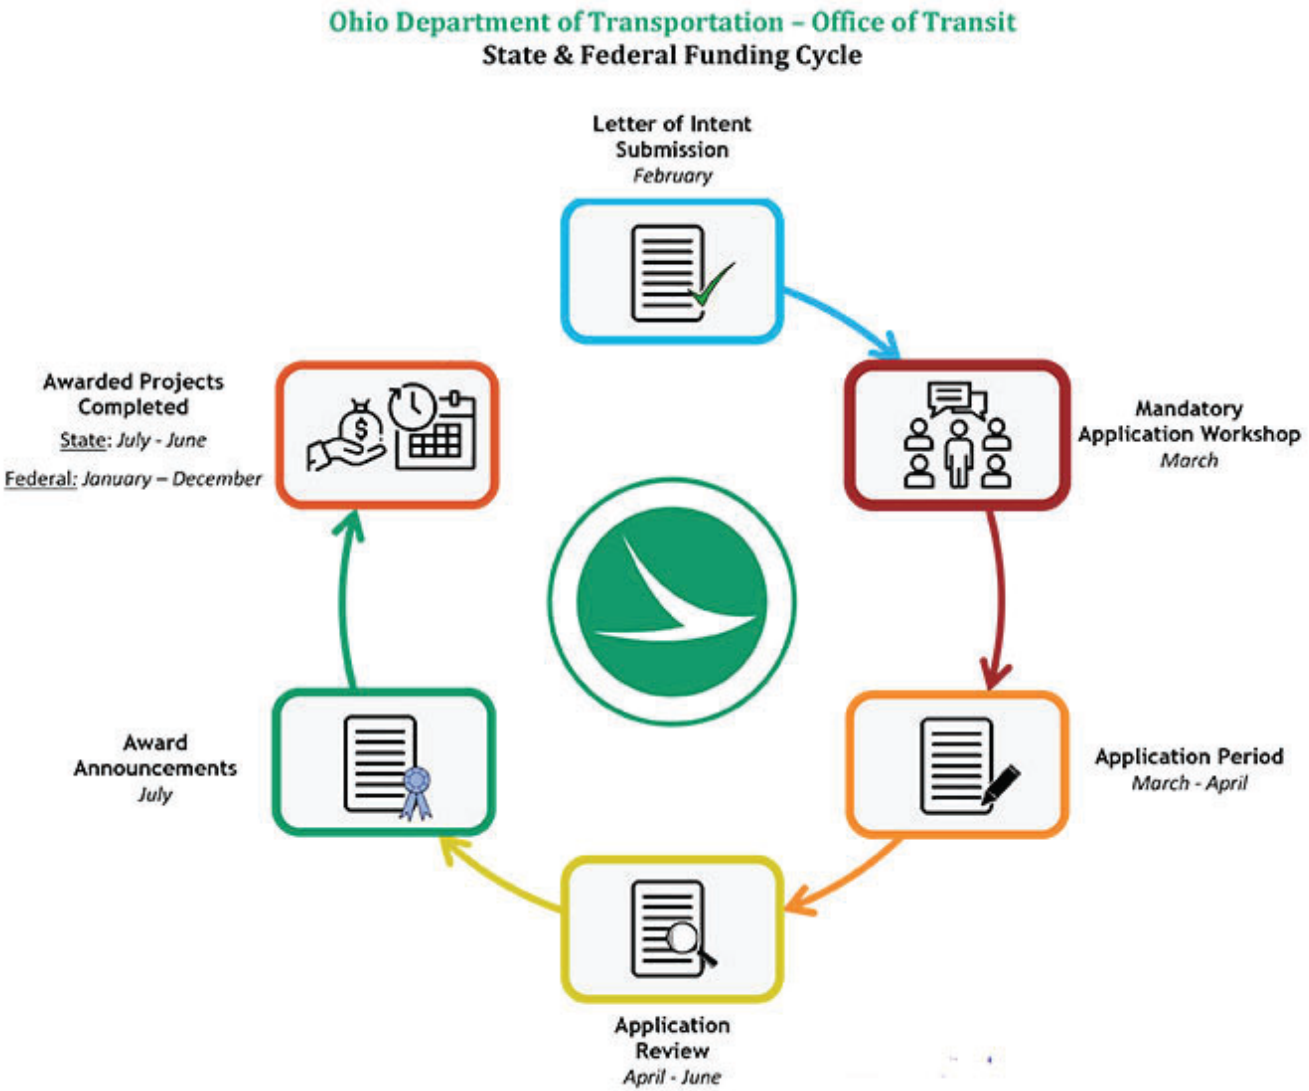 Ohio Department of Transportation – Office of Transit
State & Federal Funding Cycle
Letter of Intent
Submission
February
Mandatory
Application Workshop
March
Application Period
March - April
Application
Review
April - June
Award
Announcements
July
Awarded Projects
Completed
State: July - June
Federal: January – December
$